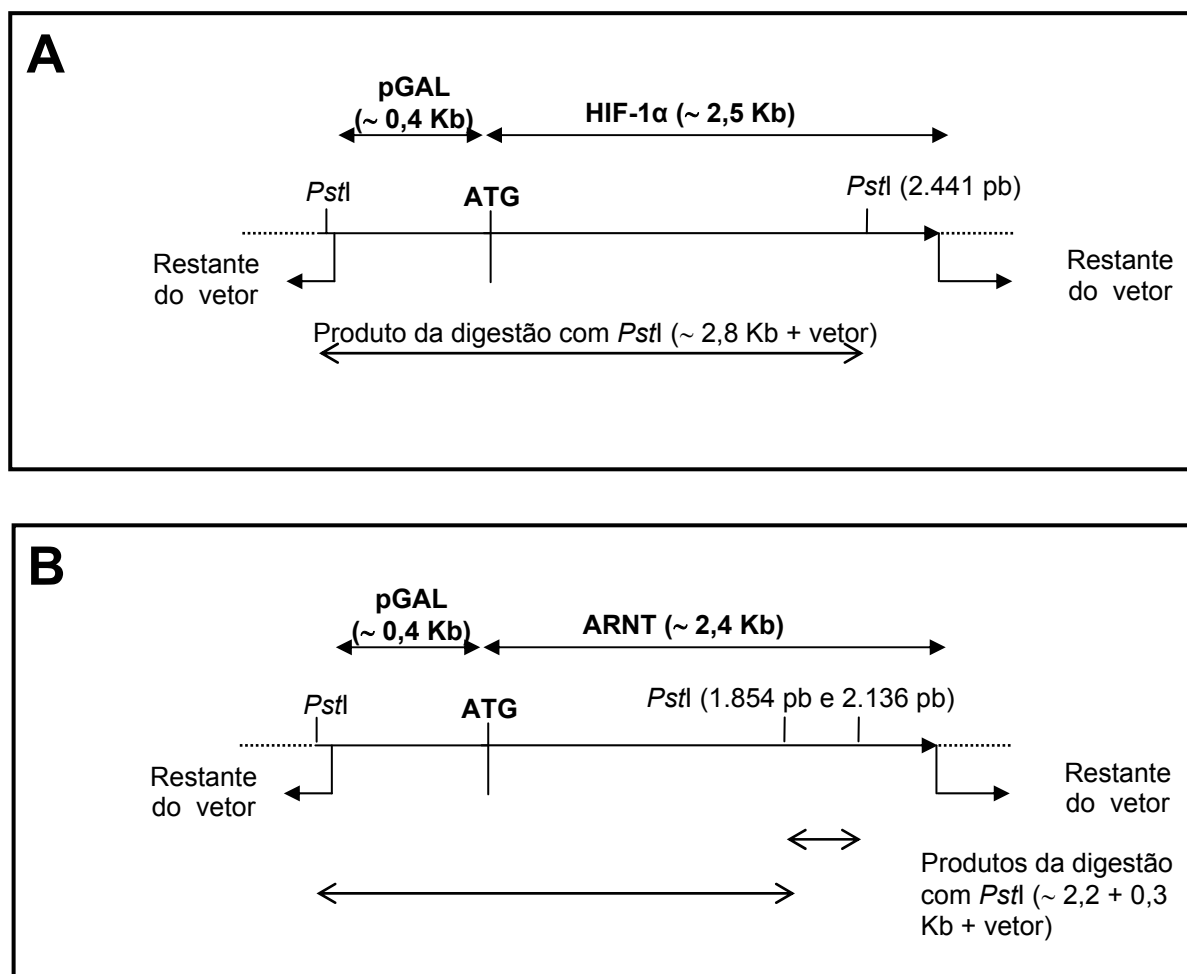 A
pGAL
(~ 0,4 Kb)
HIF-1α (~ 2,5 Kb)
PstI
ATG
PstI (2.441 pb)
Restante
do vetor
Restante
do vetor
Produto da digestão com PstI (~ 2,8 Kb + vetor)
B
pGAL
(~ 0,4 Kb)
ARNT (~ 2,4 Kb)
PstI
ATG
PstI (1.854 pb e 2.136 pb)
Restante
do vetor
Restante
do vetor
Produtos da digestão
com PstI (~ 2,2 + 0,3
Kb + vetor)